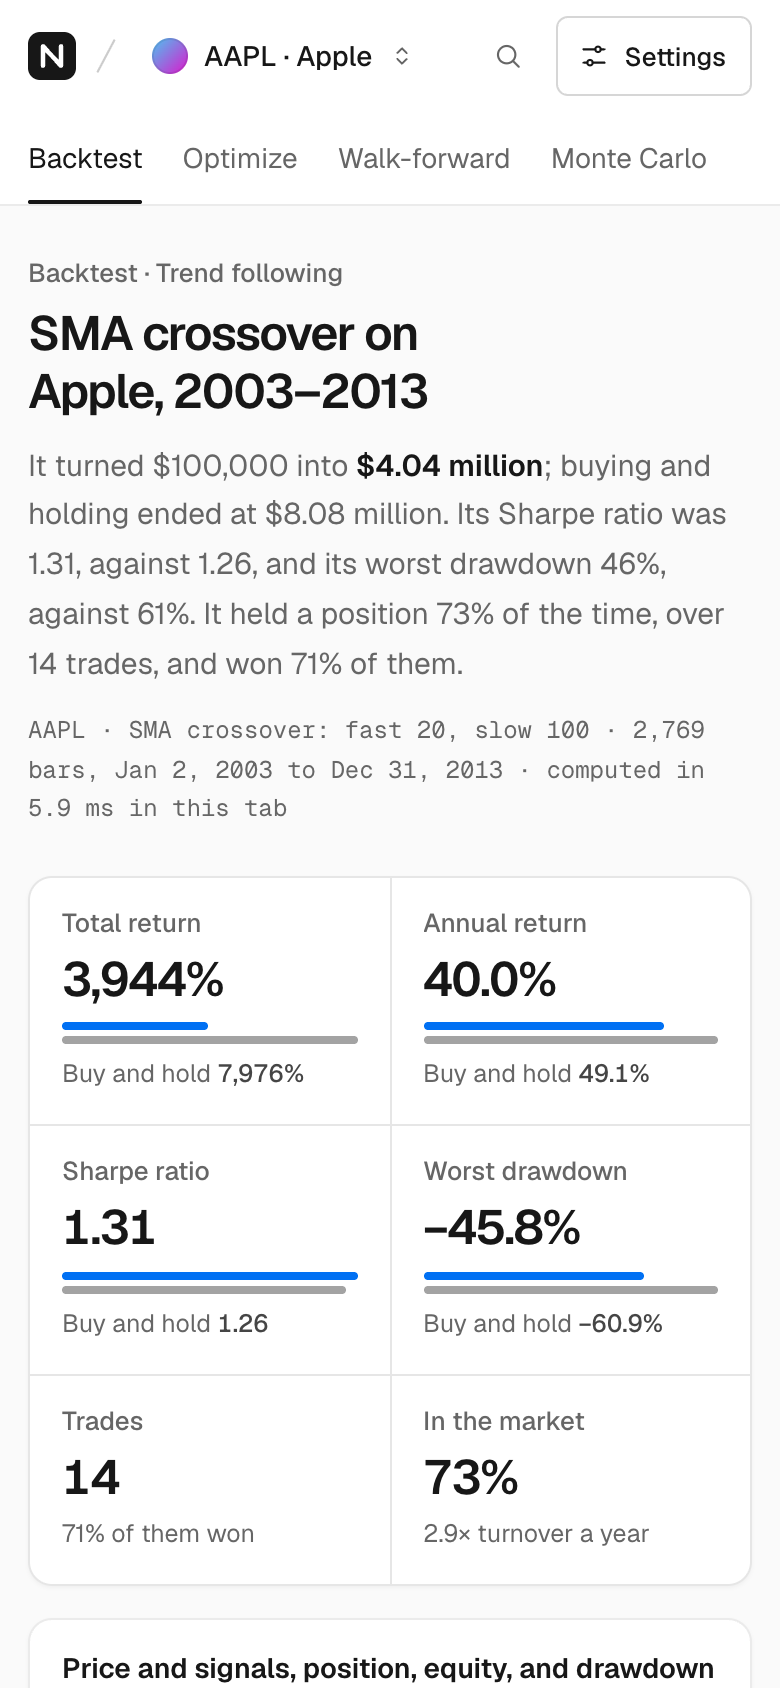 N / AAPL · Apple Settings
Backtest Optimize Walk-forward Monte Carlo
Backtest · Trend following
SMA crossover on
Apple, 2003–2013
It turned $100,000 into $4.04 million; buying and
holding ended at $8.08 million. Its Sharpe ratio was
1.31, against 1.26, and its worst drawdown 46%,
against 61%. It held a position 73% of the time, over
14 trades, and won 71% of them.
AAPL · SMA crossover: fast 20, slow 100 · 2,769
bars, Jan 2, 2003 to Dec 31, 2013 · computed in
5.9 ms in this tab
Total return
3,944%
Buy and hold 7,976%
Annual return
40.0%
Buy and hold 49.1%
Sharpe ratio
1.31
Buy and hold 1.26
Worst drawdown
−45.8%
Buy and hold −60.9%
Trades
14
71% of them won
In the market
73%
2.9× turnover a year
Price and signals, position, equity, and drawdown